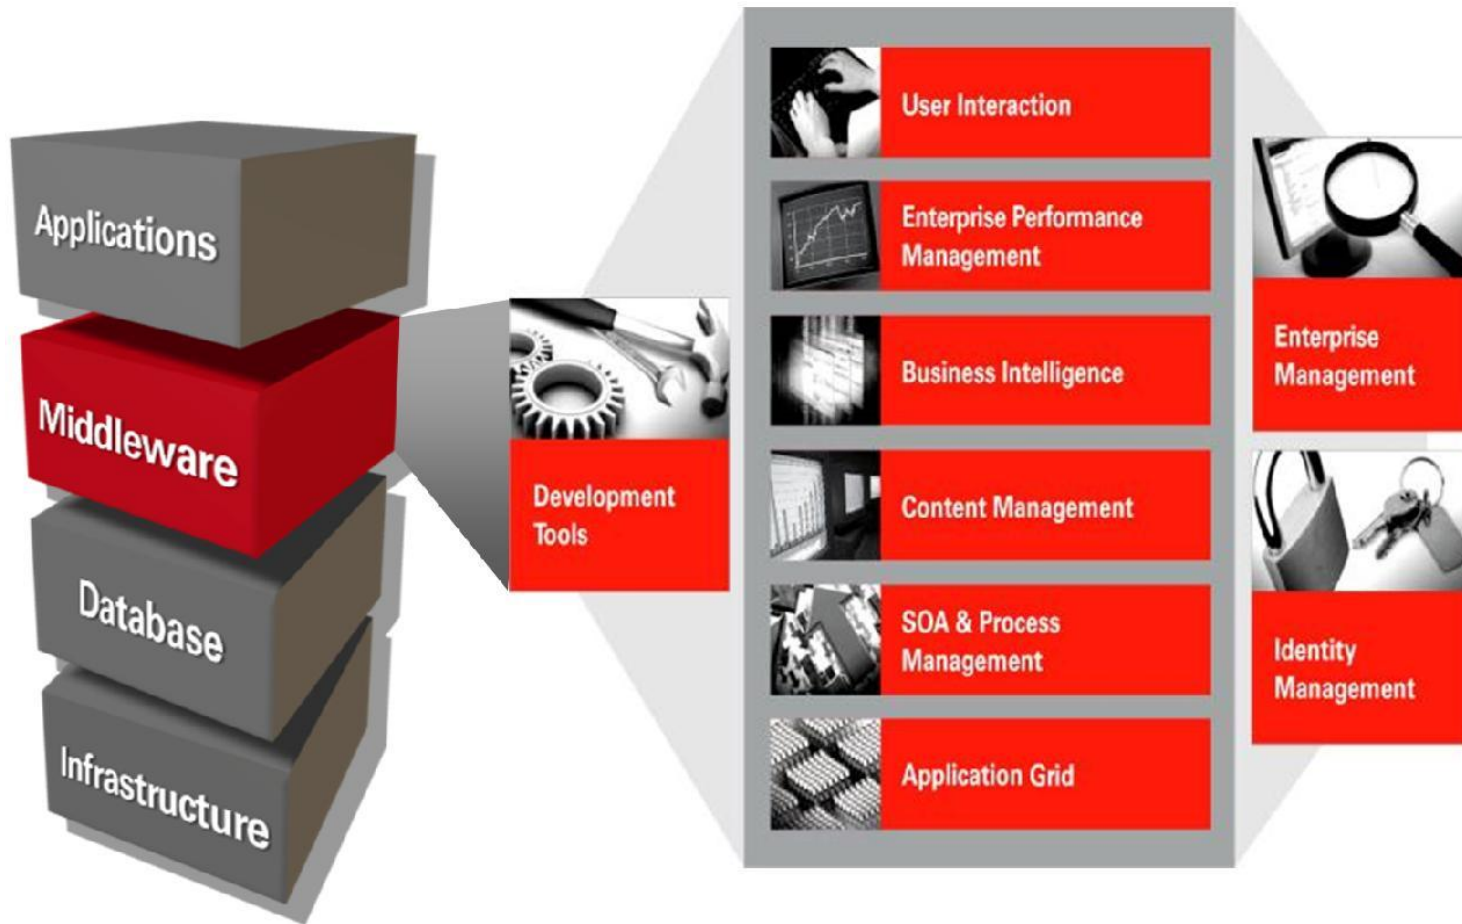 Applications
Middleware
Database
Infrastructure
Development
Tools
User Interaction
Enterprise Performance
Management
Business Intelligence
Content Management
SOA & Process
Management
Application Grid
Enterprise
Management
Identity
Management